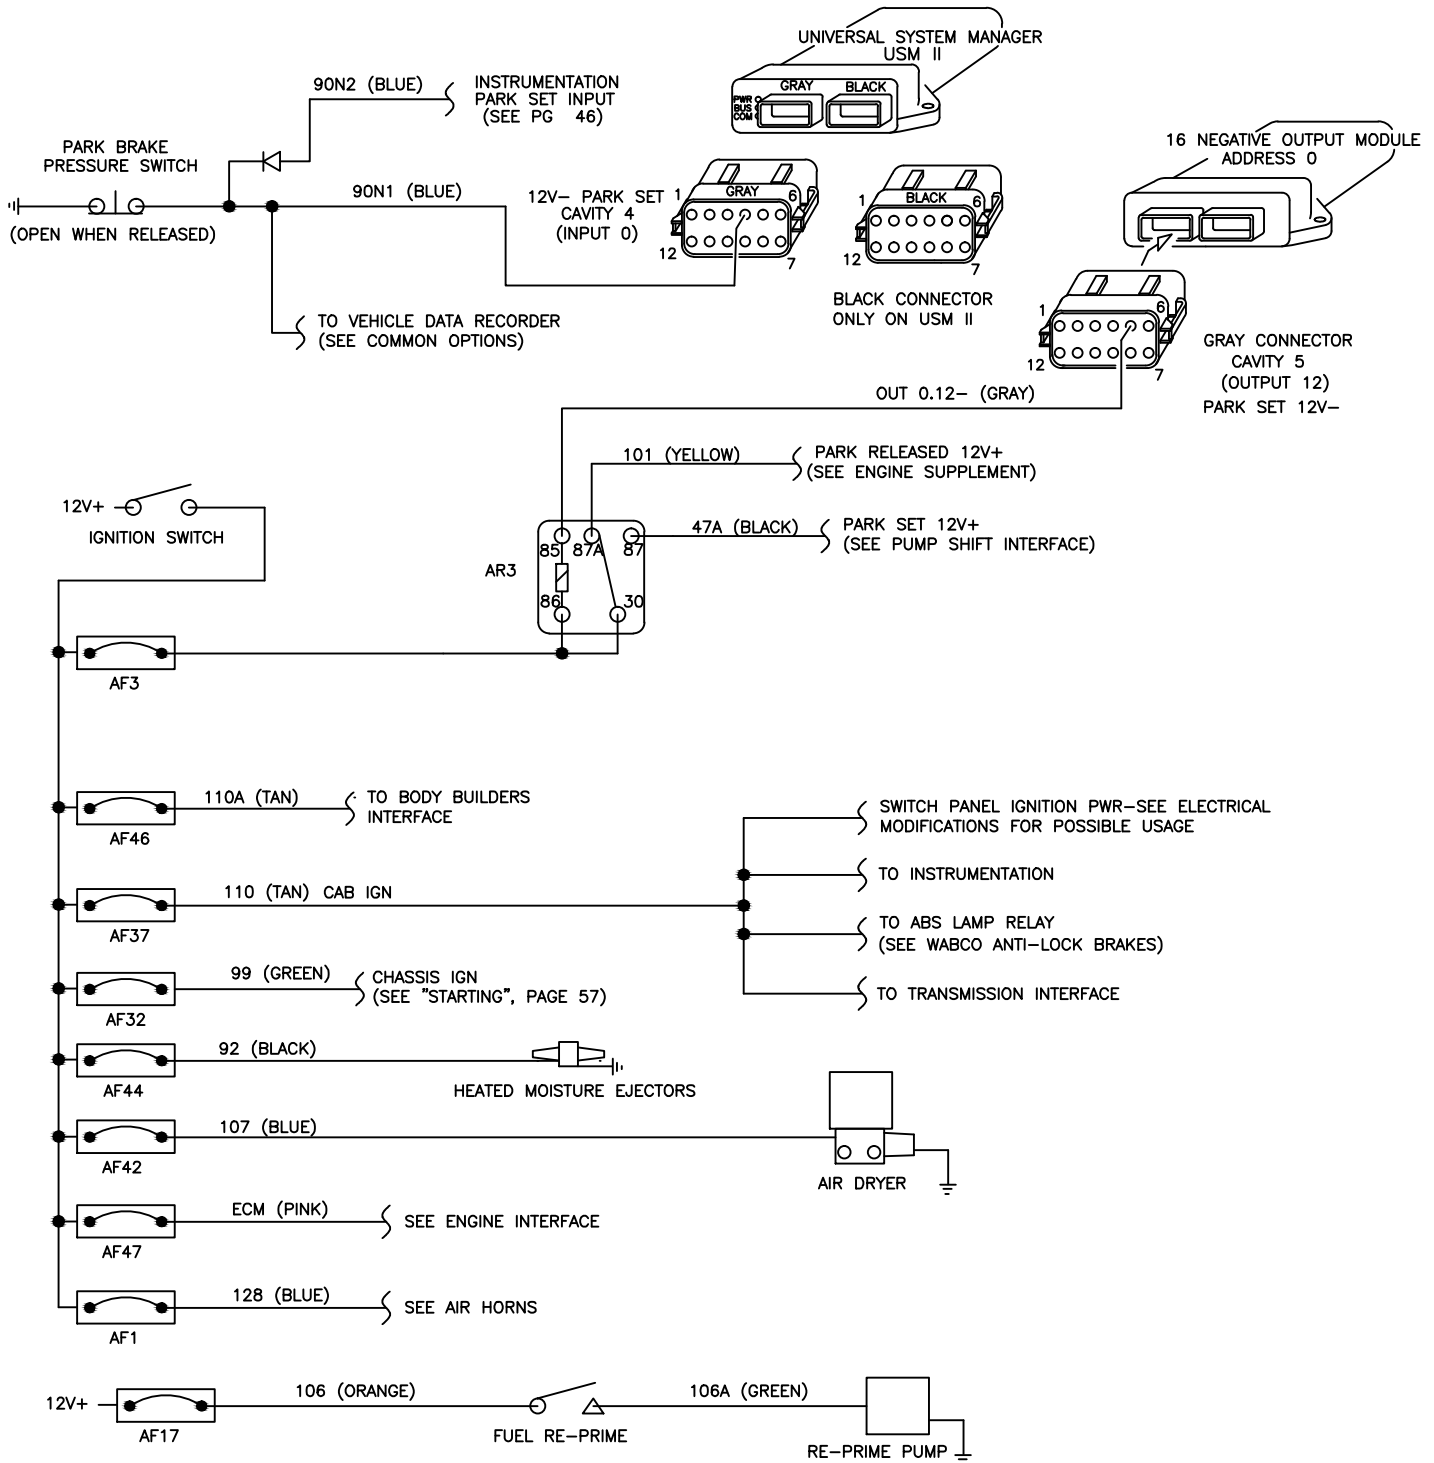 UNIVERSAL SYSTEM MANAGER
USM II
GRAY
BLACK
PWR
BUS
COM
90N2 (BLUE)
INSTRUMENTATION
PARK SET INPUT
(SEE PG 46)
PARK BRAKE
PRESSURE SWITCH
(OPEN WHEN RELEASED)
90N1 (BLUE)
12V- PARK SET
CAVITY 4
(INPUT 0)
1
GRAY
6
12
7
1
BLACK
6
12
7
BLACK CONNECTOR
ONLY ON USM II
16 NEGATIVE OUTPUT MODULE
ADDRESS 0
1
6
12
7
GRAY CONNECTOR
CAVITY 5
(OUTPUT 12)
PARK SET 12V-
TO VEHICLE DATA RECORDER
(SEE COMMON OPTIONS)
OUT 0.12- (GRAY)
101 (YELLOW)
PARK RELEASED 12V+
(SEE ENGINE SUPPLEMENT)
47A (BLACK)
PARK SET 12V+
(SEE PUMP SHIFT INTERFACE)
12V+
IGNITION SWITCH
AR3
85
87A
87
86
30
AF3
110A (TAN)
TO BODY BUILDERS
INTERFACE
AF46
110 (TAN) CAB IGN
AF37
SWITCH PANEL IGNITION PWR-SEE ELECTRICAL
MODIFICATIONS FOR POSSIBLE USAGE
TO INSTRUMENTATION
TO ABS LAMP RELAY
(SEE WABCO ANTI-LOCK BRAKES)
TO TRANSMISSION INTERFACE
99 (GREEN)
CHASSIS IGN
(SEE "STARTING", PAGE 57)
AF32
92 (BLACK)
HEATED MOISTURE EJECTORS
AF44
107 (BLUE)
AF42
AIR DRYER
ECM (PINK)
SEE ENGINE INTERFACE
AF47
128 (BLUE)
SEE AIR HORNS
AF1
12V+
106 (ORANGE)
106A (GREEN)
AF17
FUEL RE-PRIME
RE-PRIME PUMP